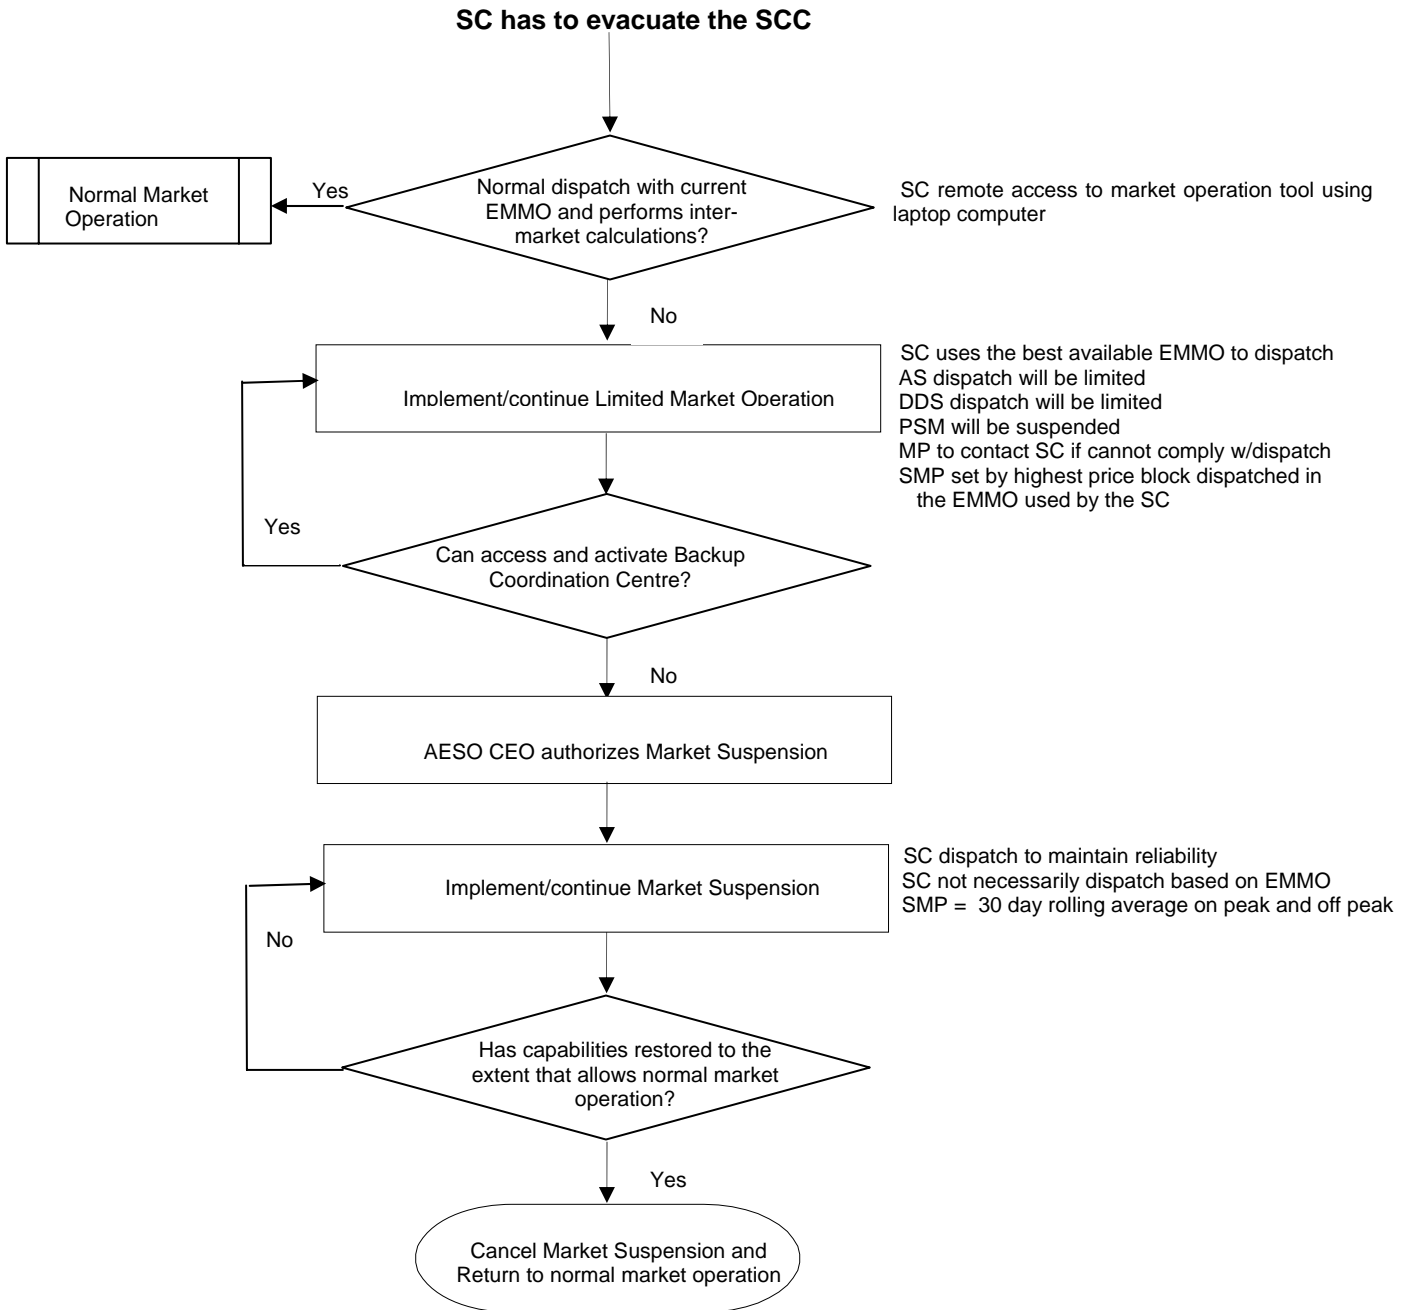 SC has to evacuate the SCC
Normal dispatch with current
EMMO and performs inter-
market calculations?
Yes
Normal Market
Operation
SC remote access to market operation tool using
laptop computer
No
Implement/continue Limited Market Operation
SC uses the best available EMMO to dispatch
AS dispatch will be limited
DDS dispatch will be limited
PSM will be suspended
MP to contact SC if cannot comply w/dispatch
SMP set by highest price block dispatched in
the EMMO used by the SC
Yes
Can access and activate Backup
Coordination Centre?
No
AESO CEO authorizes Market Suspension
Implement/continue Market Suspension
SC dispatch to maintain reliability
SC not necessarily dispatch based on EMMO
SMP = 30 day rolling average on peak and off peak
No
Has capabilities restored to the
extent that allows normal market
operation?
Yes
Cancel Market Suspension and
Return to normal market operation